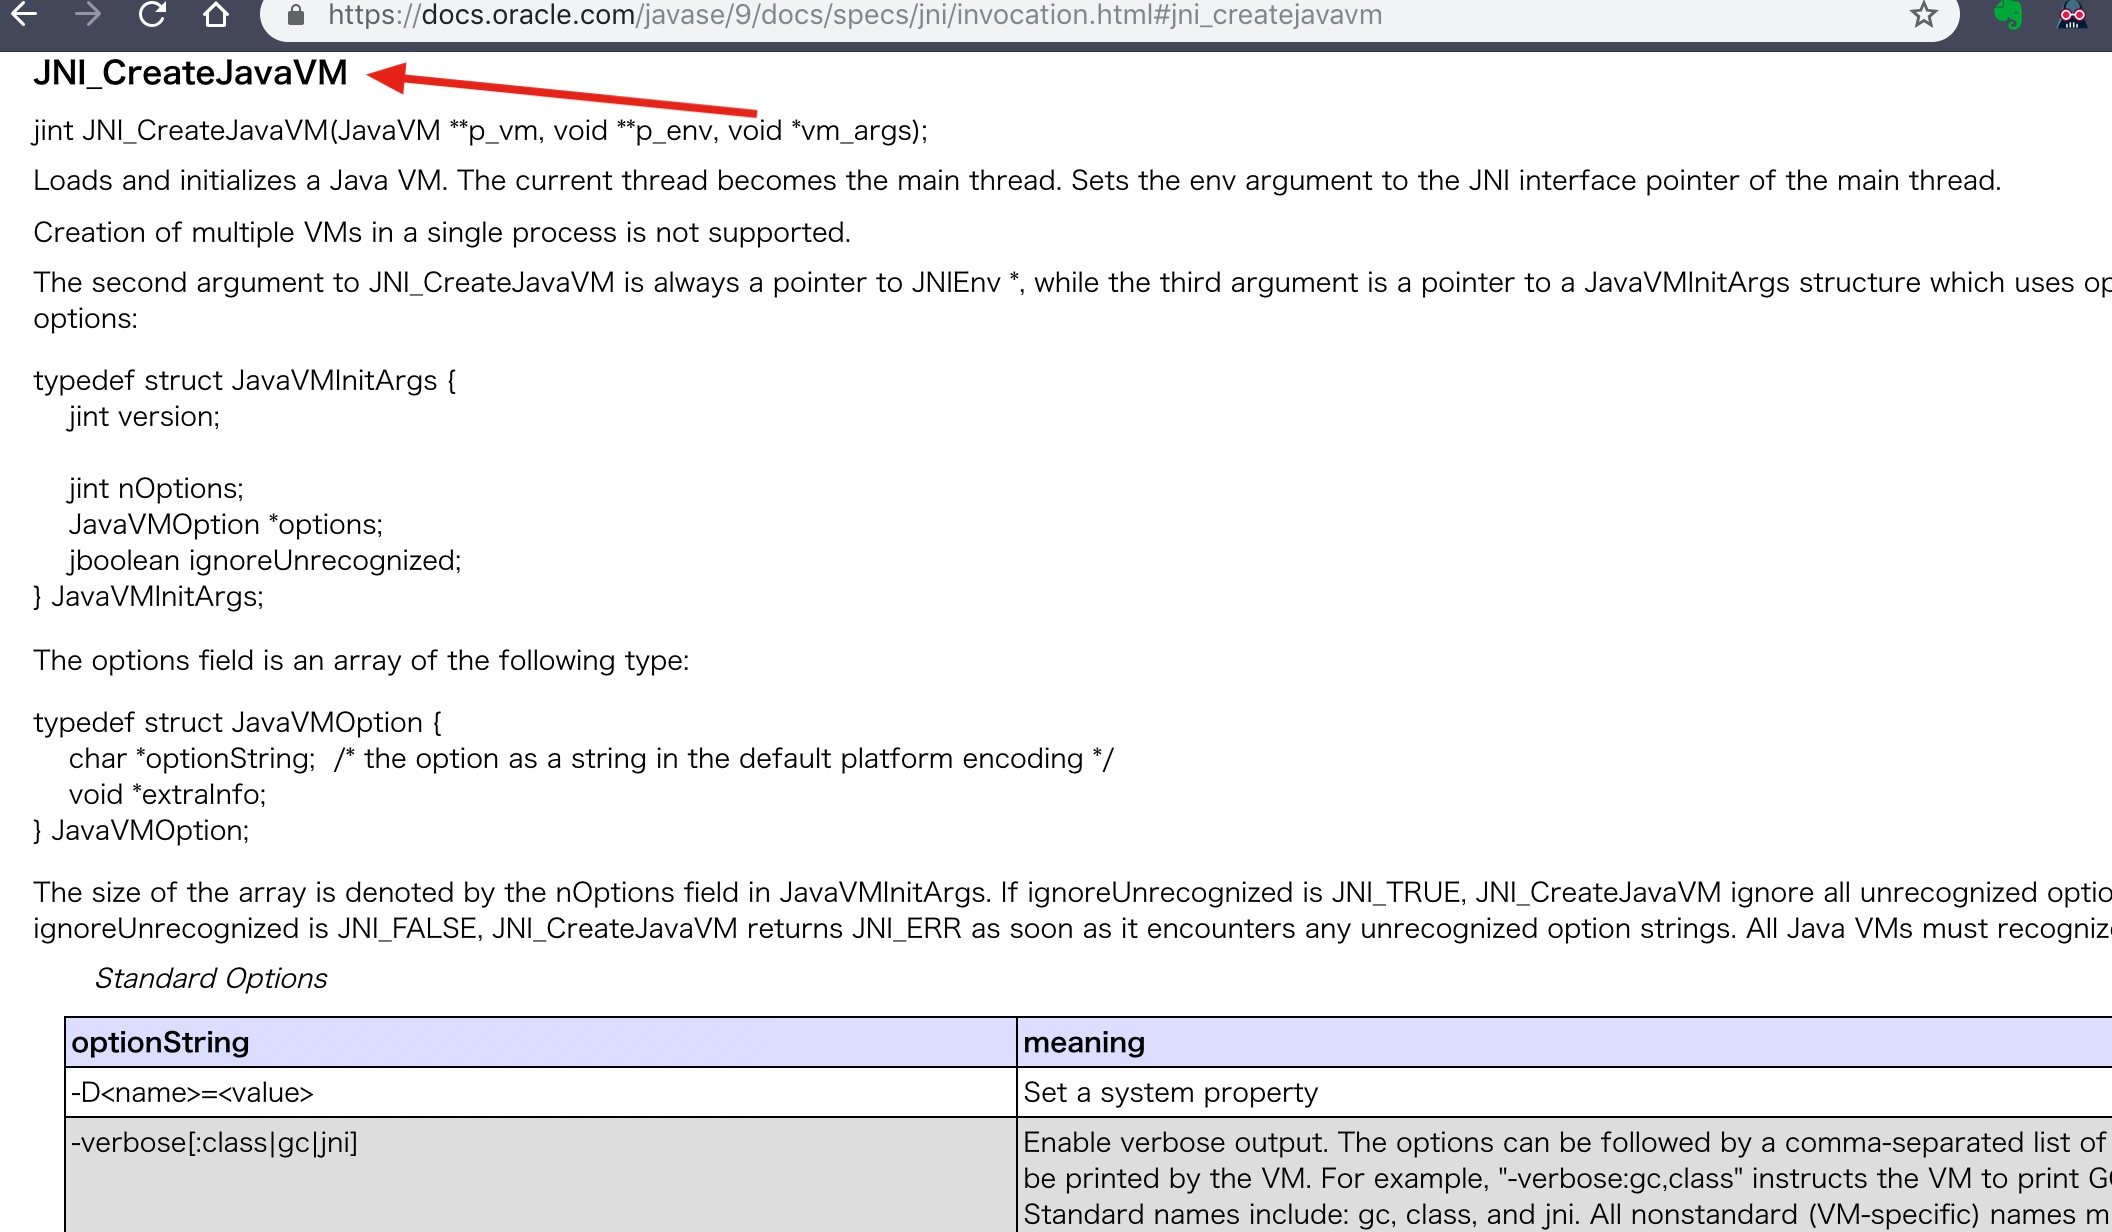 https://docs.oracle.com/javase/9/docs/specs/jni/invocation.html#jni_createjavavm
JNI_CreateJavaVM
jint JNI_CreateJavaVM(JavaVM **p_vm, void **p_env, void *vm_args);
Loads and initializes a Java VM. The current thread becomes the main thread. Sets the env argument to the JNI interface pointer of the main thread.
Creation of multiple VMs in a single process is not supported.
The second argument to JNI_CreateJavaVM is always a pointer to JNIEnv *, while the third argument is a pointer to a JavaVMInitArgs structure which uses op
options:
typedef struct JavaVMInitArgs {
jint version;
jint nOptions;
JavaVMOption *options;
jboolean ignoreUnrecognized;
} JavaVMInitArgs;
The options field is an array of the following type:
typedef struct JavaVMOption {
char *optionString;  /* the option as a string in the default platform encoding */
void *extraInfo;
} JavaVMOption;
The size of the array is denoted by the nOptions field in JavaVMInitArgs. If ignoreUnrecognized is JNI_TRUE, JNI_CreateJavaVM ignore all unrecognized optio
ignoreUnrecognized is JNI_FALSE, JNI_CreateJavaVM returns JNI_ERR as soon as it encounters any unrecognized option strings. All Java VMs must recogniz
Standard Options
optionString meaning
-D<name>=<value> Set a system property
-verbose[:class|gc|jni] Enable verbose output. The options can be followed by a comma-separated list of
be printed by the VM. For example, "-verbose:gc,class" instructs the VM to print G
Standard names include: gc, class, and jni. All nonstandard (VM-specific) names m